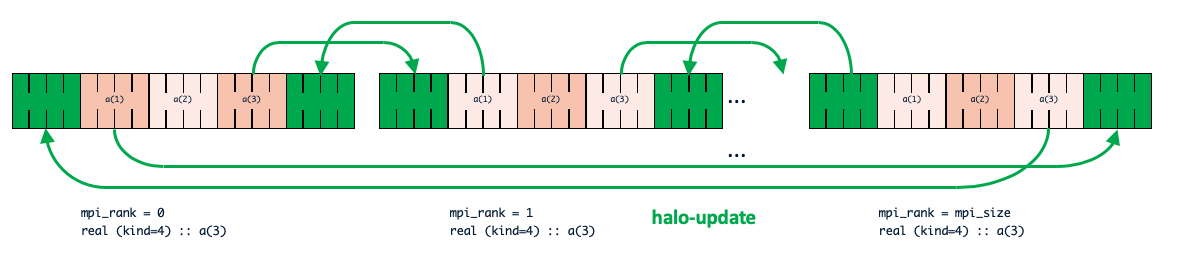 a(1) a(2) a(3) a(1) a(2) a(3) ... a(1) a(2) a(3)
...
mpi_rank = 0 mpi_rank = 1 halo-update mpi_rank = mpi_size
real (kind=4) :: a(3) real (kind=4) :: a(3) real (kind=4) :: a(3)